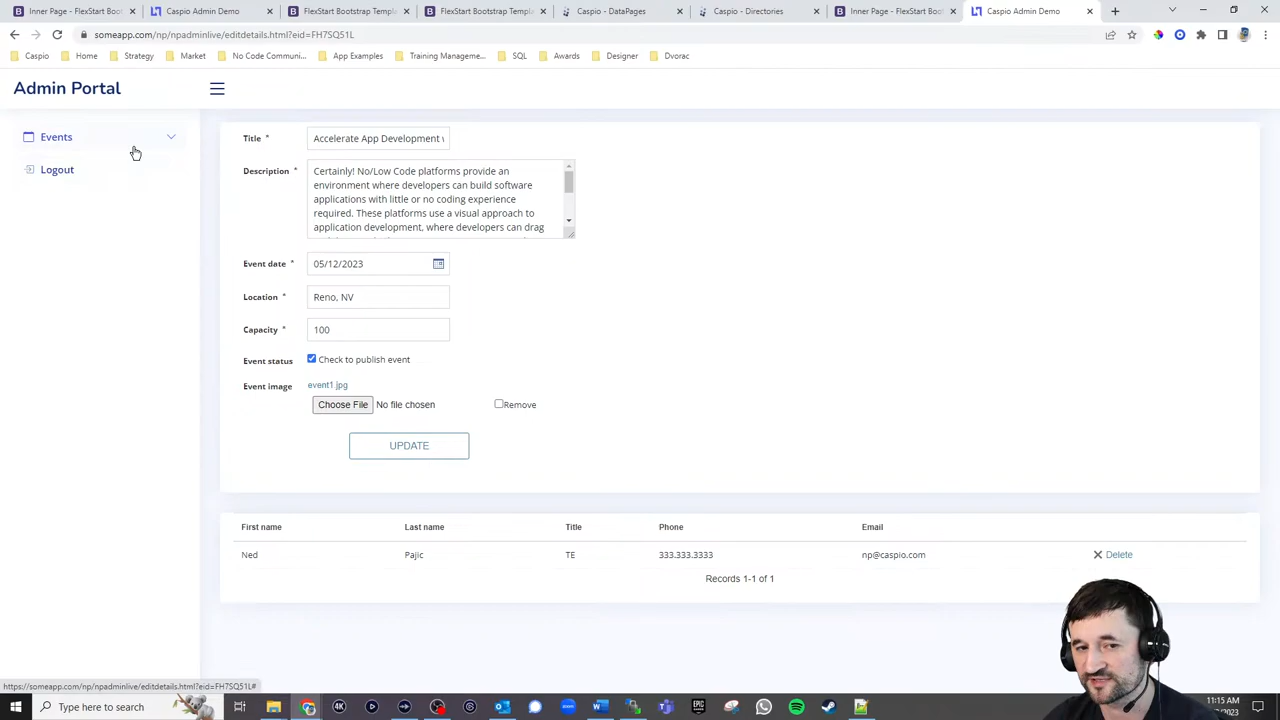 Inner Page - FlexStart Bootstrap
Caspio Admin Demo
FlexStart Bootstrap Template
FlexStart Bootstrap Template
Caspio - DataPages
Caspio - Directories
Inner Page - FlexStart Bootstrap
Caspio Admin Demo
someapp.com/np/npadminlive/editdetails.html?eid=FH7SQ51L
Caspio
Home
Strategy
Market
No Code Communi...
App Examples
Training Manageme...
SQL
Awards
Designer
Dvorac
Admin Portal
Events
Logout
Title *
Accelerate App Development
Description *
Certainly! No/Low Code platforms provide an
environment where developers can build software
applications with little or no coding experience
required. These platforms use a visual approach to
application development, where developers can drag
Event date *
05/12/2023
Location *
Reno, NV
Capacity *
100
Event status
Check to publish event
Event image
event1.jpg
Choose File No file chosen
Remove
UPDATE
First name Last name Title Phone Email
Ned Pajic TE 333.333.3333 np@caspio.com Delete
Records 1-1 of 1
https://someapp.com/np/npadminlive/editdetails.html?eid=FH7SQ51L#
Type here to search
4K
EPIC
11:15 AM